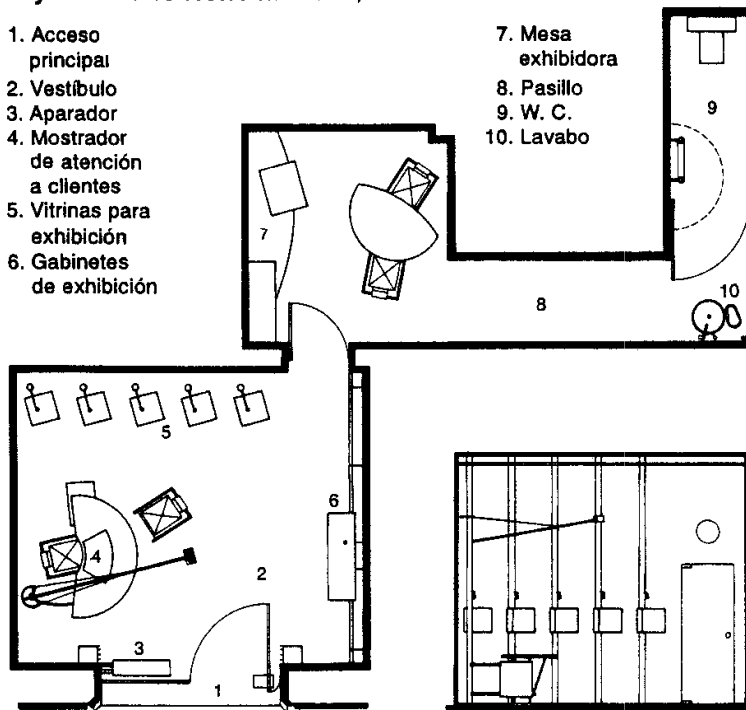 1. Acceso
principal
2. Vestíbulo
3. Aparador
4. Mostrador
de atención
a clientes
5. Vitrinas para
exhibición
6. Gabinetes
de exhibición
7. Mesa
exhibidora
8. Pasillo
9. W. C.
10. Lavabo
9
7
8
10
5
6
4
2
3
1